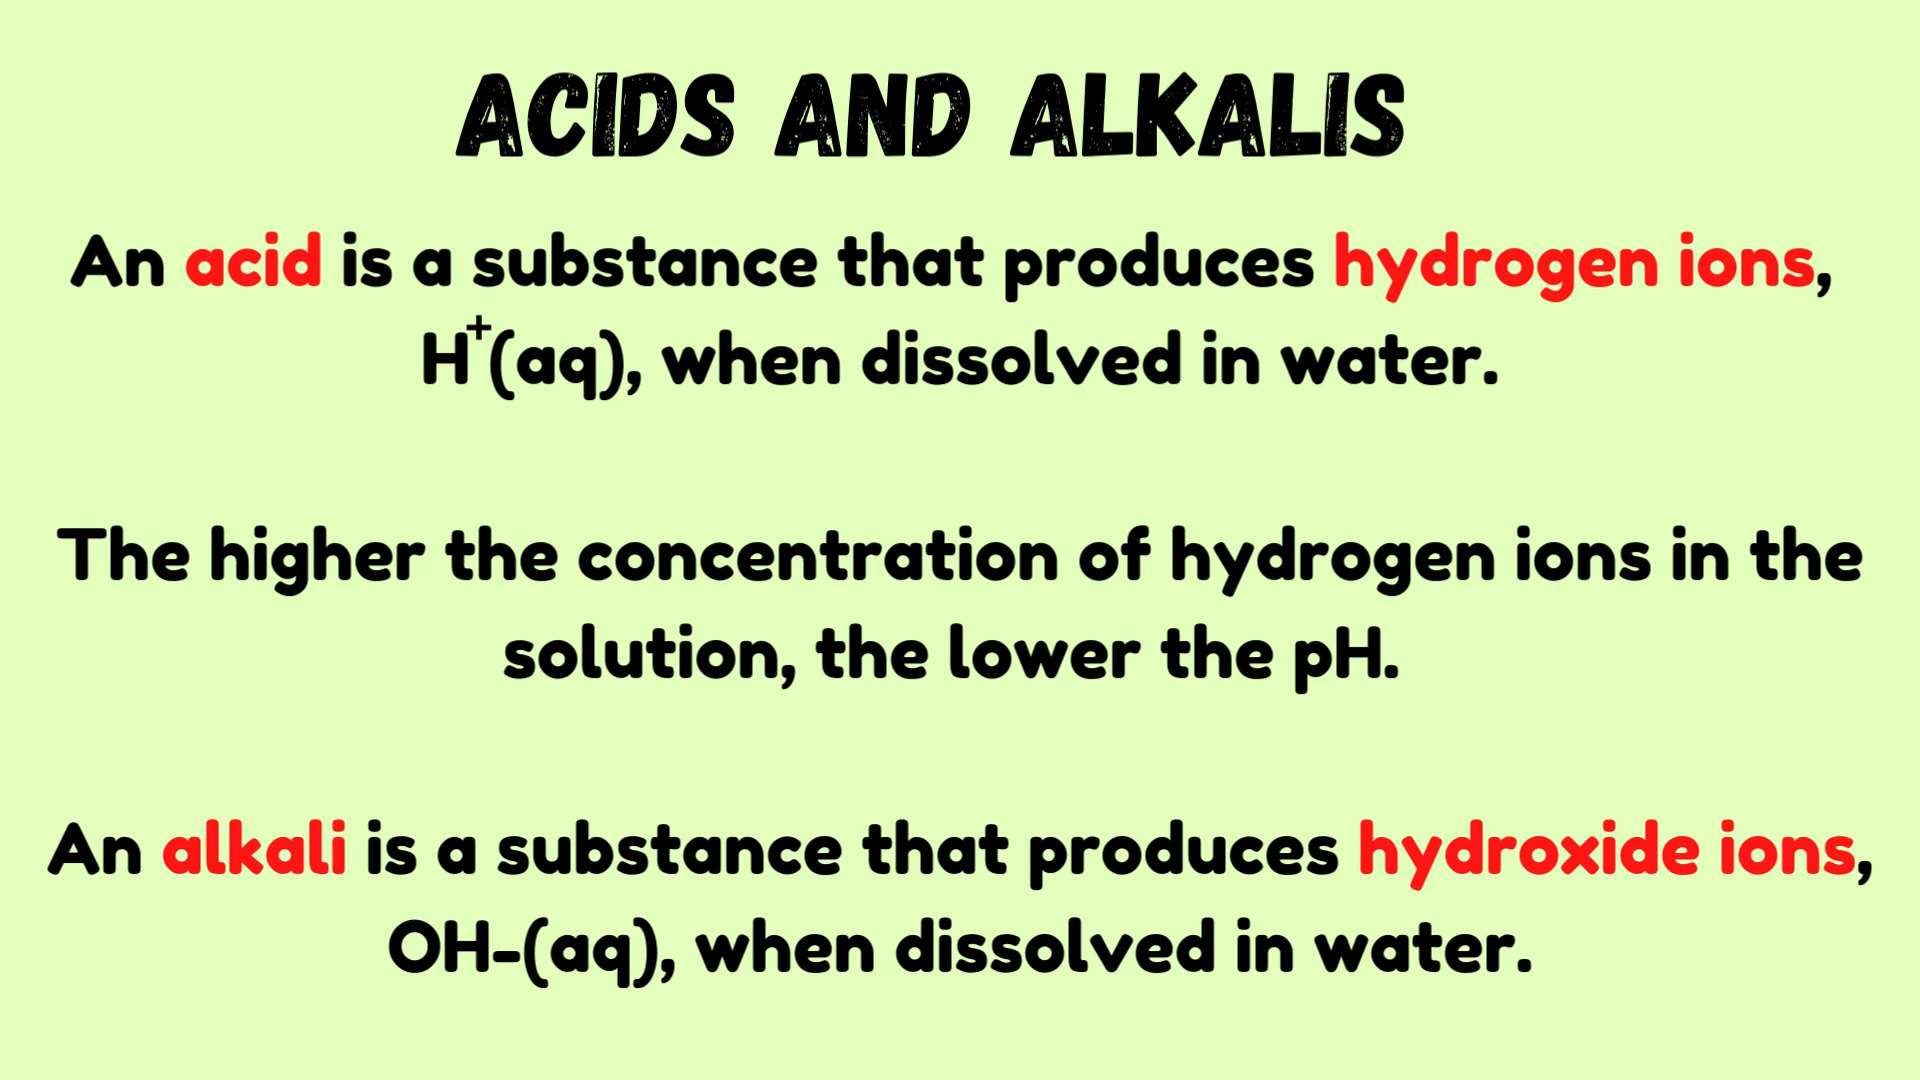 ACIDS AND ALKALIS
An acid is a substance that produces hydrogen ions,
H⁺(aq), when dissolved in water.
The higher the concentration of hydrogen ions in the
solution, the lower the pH.
An alkali is a substance that produces hydroxide ions,
OH-(aq), when dissolved in water.